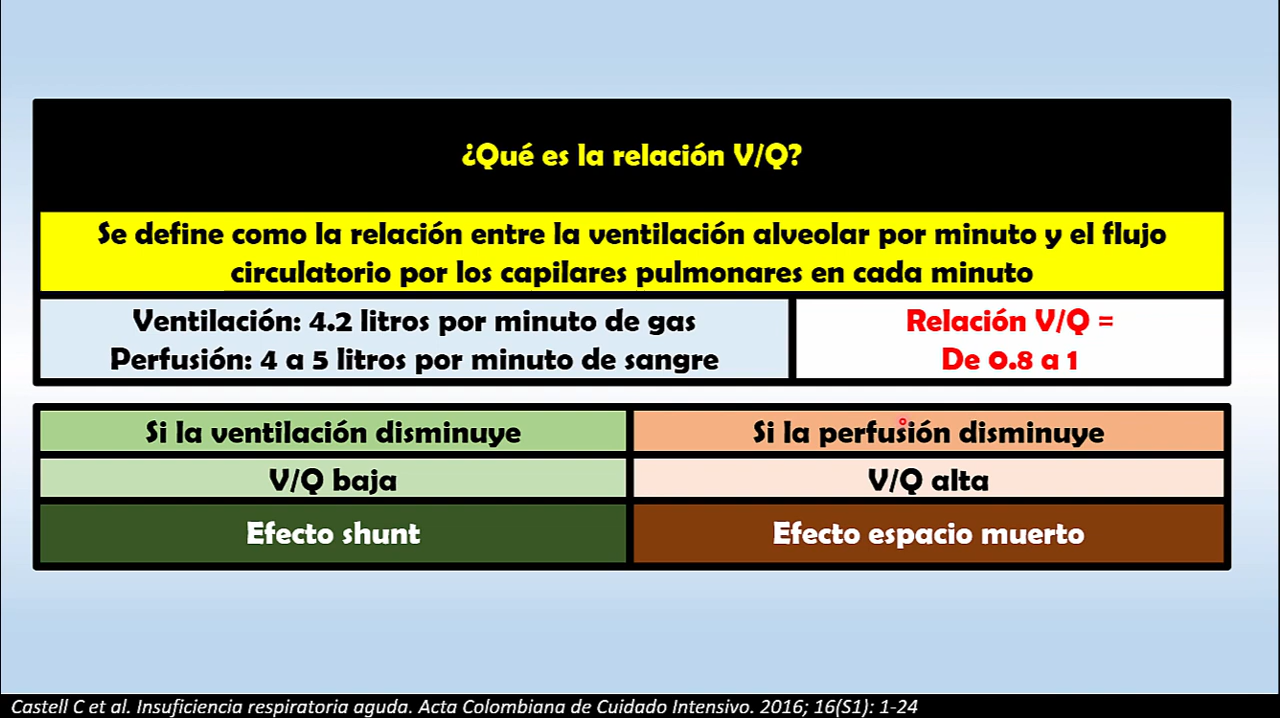 ¿Qué es la relación V/Q?
Se define como la relación entre la ventilación alveolar por minuto y el flujo
circulatorio por los capilares pulmonares en cada minuto
Ventilación: 4.2 litros por minuto de gas
Perfusión: 4 a 5 litros por minuto de sangre
Relación V/Q =
De 0.8 a 1
Si la ventilación disminuye
Si la perfusión disminuye
V/Q baja
V/Q alta
Efecto shunt
Efecto espacio muerto
Castell C et al. Insuficiencia respiratoria aguda. Acta Colombiana de Cuidado Intensivo. 2016; 16(S1): 1-24